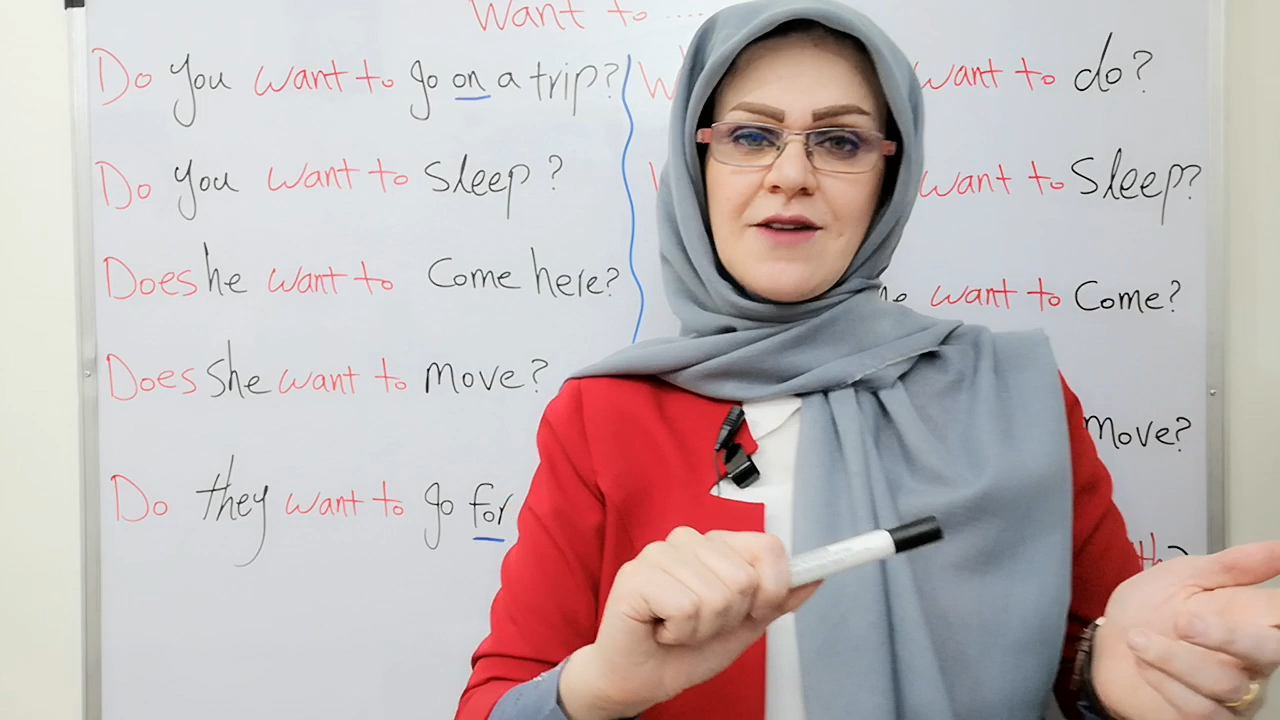 Want to ....
Do you want to go on a trip?
Do you want to Sleep?
Does he want to Come here?
Does she want to move?
Do they want to go for
want to do?
want to Sleep?
want to Come?
move?